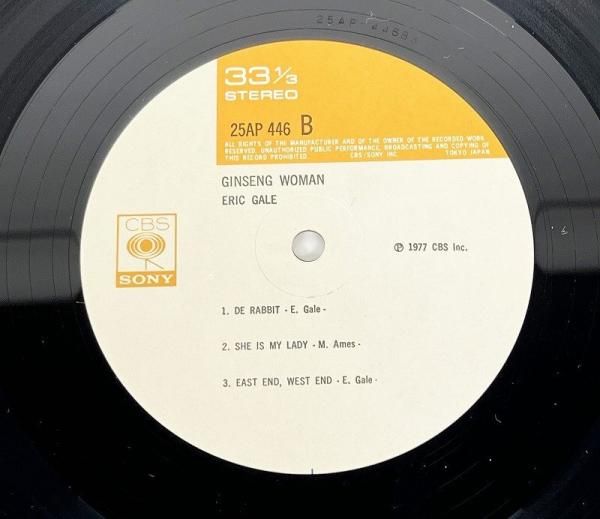 33 1/3
STEREO
25AP 446 B
ALL RIGHTS OF THE MANUFACTURER AND OF THE OWNER OF THE RECORDED WORK
RESERVED. UNAUTHORIZED PUBLIC PERFORMANCE, BROADCASTING AND COPYING OF
THIS RECORD PROHIBITED CBS/SONY INC. TOKYO JAPAN
GINSENG WOMAN
ERIC GALE
CBS
SONY
℗ 1977 CBS Inc.
1. DE RABBIT - E. Gale -
2. SHE IS MY LADY - M. Ames -
3. EAST END, WEST END - E. Gale -